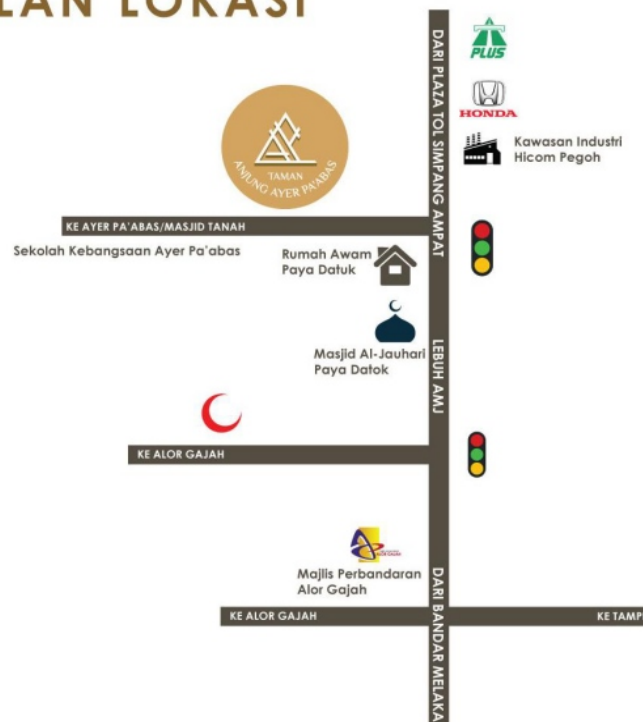 LAN LOKASI
DARI PLAZA TOL SIMPANG AMPAT
PLUS
HONDA
Kawasan Industri
Hicom Pegoh
TAMAN
ANJUNG AYER PA'ABAS
KE AYER PA'ABAS/MASJID TANAH
Sekolah Kebangsaan Ayer Pa'abas
Rumah Awam
Paya Datuk
Masjid Al-Jauhari
Paya Datok
LEBUH AMJ
KE ALOR GAJAH
Majlis Perbandaran
Alor Gajah
DARI BANDAR MELAKA
KE ALOR GAJAH
KE TAMPI